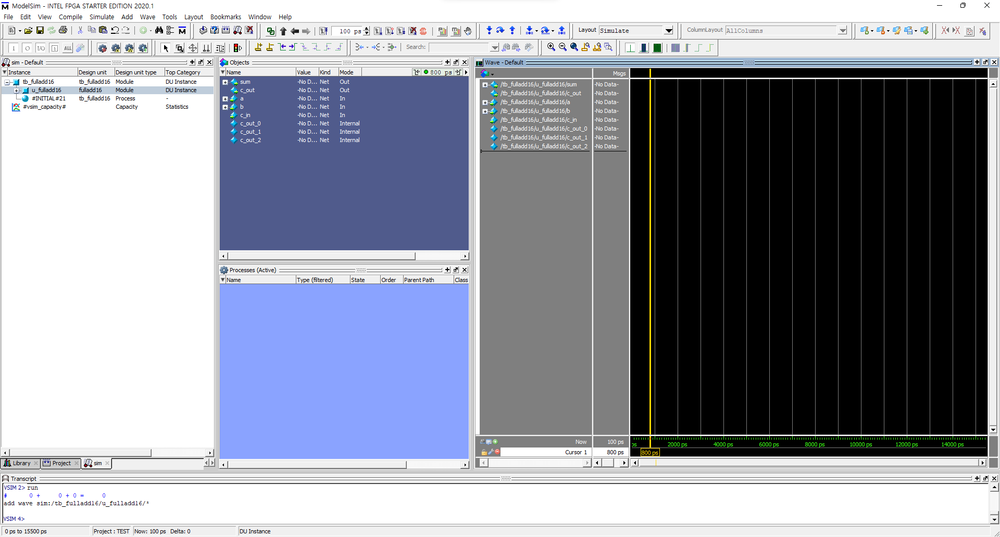 ModelSim - INTEL FPGA STARTER EDITION 2020.1
File Edit View Compile Simulate Add Wave Tools Layout Bookmarks Window Help
100 ps
Layout Simulate
ColumnLayout AllColumns
Search:
sim - Default
Instance Design unit Design unit type Top Category
tb_fulladd16 tb_fulladd16 Module DU Instance
u_fulladd16 fulladd16 Module DU Instance
#INITIAL#21 tb_fulladd16 Process -
#vsim_capacity# Capacity Statistics
Library Project sim
Objects
Name Value Kind Mode 800 ps
sum -No D... Net Out
c_out -No D... Net Out
a -No D... Net In
b -No D... Net In
c_in -No D... Net In
c_out_0 -No D... Net Internal
c_out_1 -No D... Net Internal
c_out_2 -No D... Net Internal
Processes (Active)
Name Type (filtered) State Order Parent Path Class
Wave - Default
Msgs
/tb_fulladd16/u_fulladd16/sum -No Data-
/tb_fulladd16/u_fulladd16/c_out -No Data-
/tb_fulladd16/u_fulladd16/a -No Data-
/tb_fulladd16/u_fulladd16/b -No Data-
/tb_fulladd16/u_fulladd16/c_in -No Data-
/tb_fulladd16/u_fulladd16/c_out_0 -No Data-
/tb_fulladd16/u_fulladd16/c_out_1 -No Data-
/tb_fulladd16/u_fulladd16/c_out_2 -No Data-
Now 100 ps
ps 2000 ps 4000 ps 6000 ps 8000 ps 10000 ps 12000 ps 14000 ps
Cursor 1 800 ps
800 ps
Transcript
VSIM 2> run
# 0 + 0 + 0 = 0
add wave sim:/tb_fulladd16/u_fulladd16/*
VSIM 4>
0 ps to 15500 ps Project : TEST Now: 100 ps Delta: 0 DU Instance